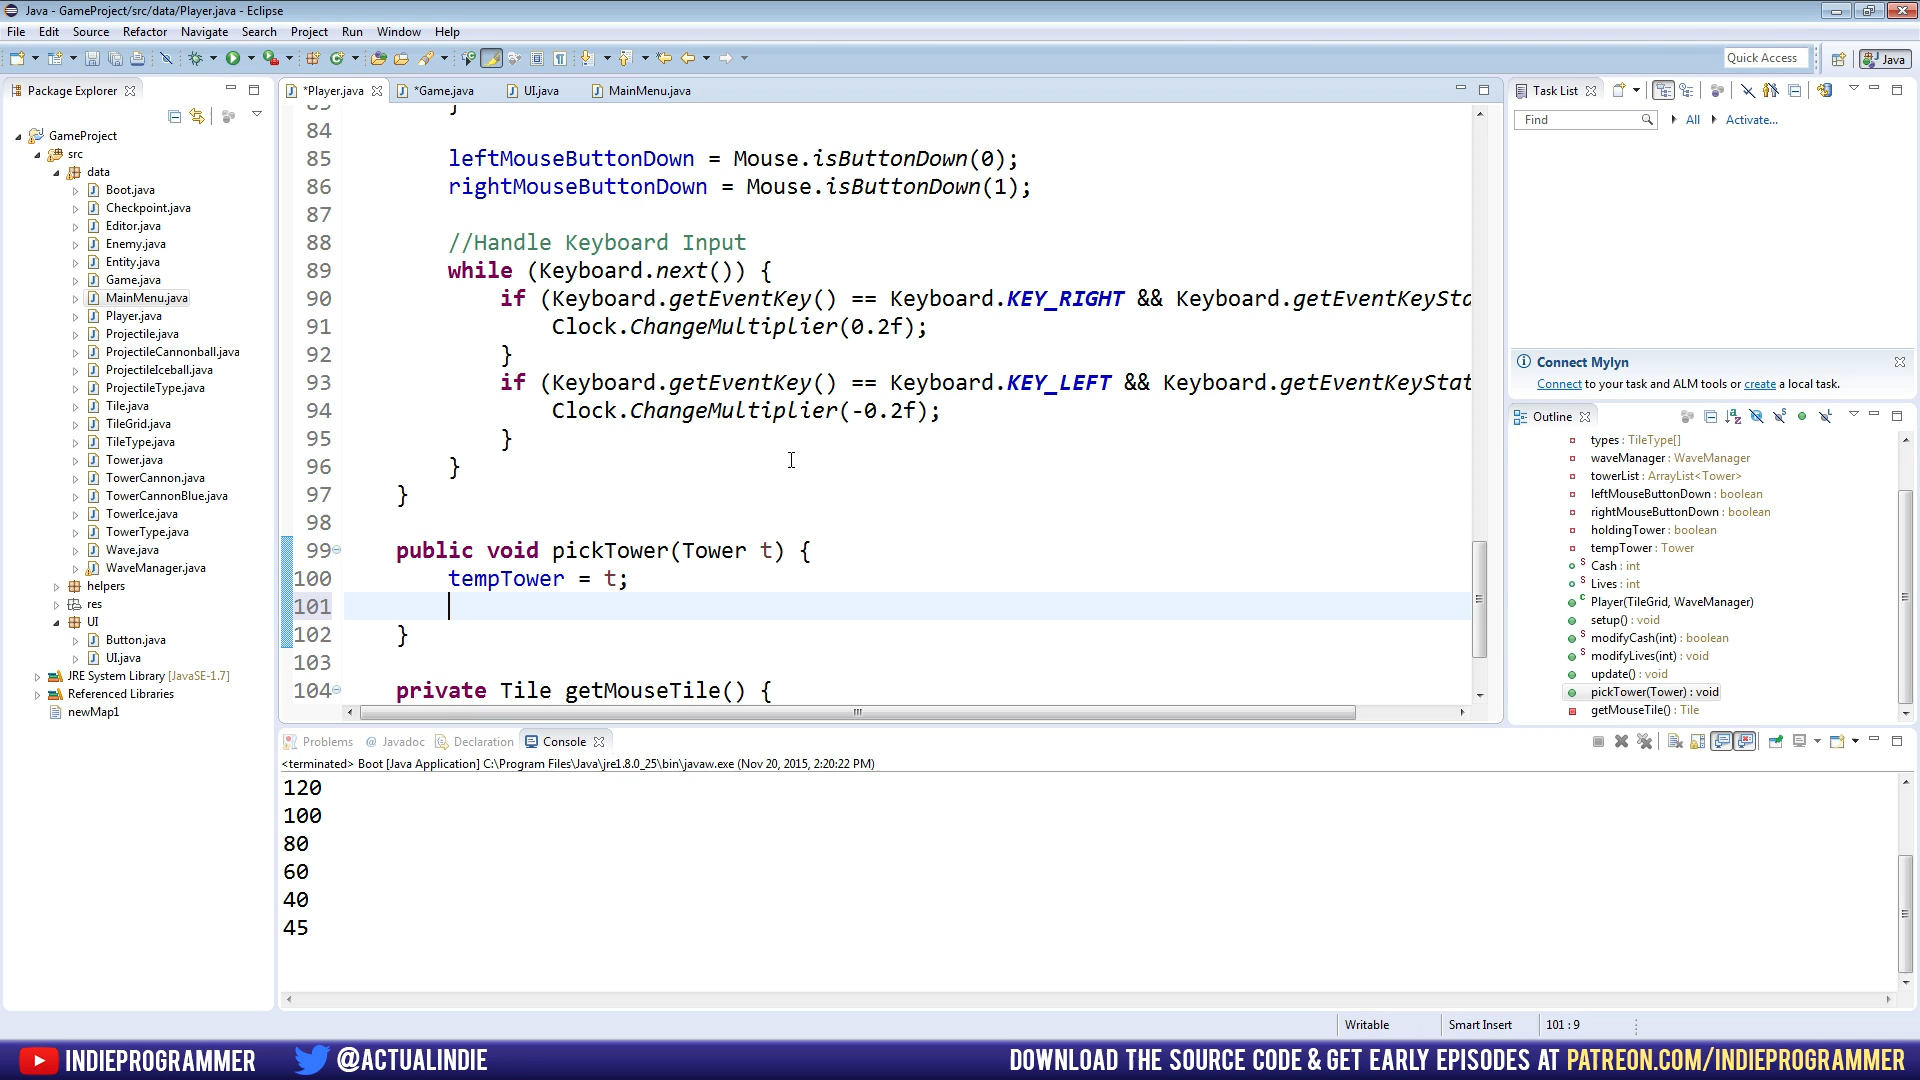 Java - GameProject/src/data/Player.java - Eclipse
File Edit Source Refactor Navigate Search Project Run Window Help
Quick Access
Java
Package Explorer
GameProject
src
data
Boot.java
Checkpoint.java
Editor.java
Enemy.java
Entity.java
Game.java
MainMenu.java
Player.java
Projectile.java
ProjectileCannonball.java
ProjectileIceball.java
ProjectileType.java
Tile.java
TileGrid.java
TileType.java
Tower.java
TowerCannon.java
TowerCannonBlue.java
TowerIce.java
TowerType.java
Wave.java
WaveManager.java
helpers
res
UI
Button.java
UI.java
JRE System Library [JavaSE-1.7]
Referenced Libraries
newMap1
*Player.java *Game.java UI.java MainMenu.java
83 }
84
85 leftMouseButtonDown = Mouse.isButtonDown(0);
86 rightMouseButtonDown = Mouse.isButtonDown(1);
87
88 //Handle Keyboard Input
89 while (Keyboard.next()) {
90 if (Keyboard.getEventKey() == Keyboard.KEY_RIGHT && Keyboard.getEventKeySta
91 Clock.ChangeMultiplier(0.2f);
92 }
93 if (Keyboard.getEventKey() == Keyboard.KEY_LEFT && Keyboard.getEventKeyStat
94 Clock.ChangeMultiplier(-0.2f);
95 }
96 }
97 }
98
99 public void pickTower(Tower t) {
100 tempTower = t;
101
102 }
103
104 private Tile getMouseTile() {
Task List
Find All Activate...
Connect Mylyn
Connect to your task and ALM tools or create a local task.
Outline
types : TileType[]
waveManager : WaveManager
towerList : ArrayList<Tower>
leftMouseButtonDown : boolean
rightMouseButtonDown : boolean
holdingTower : boolean
tempTower : Tower
Cash : int
Lives : int
Player(TileGrid, WaveManager)
setup() : void
modifyCash(int) : boolean
modifyLives(int) : void
update() : void
pickTower(Tower) : void
getMouseTile() : Tile
Problems Javadoc Declaration Console
<terminated> Boot [Java Application] C:\Program Files\Java\jre1.8.0_25\bin\javaw.exe (Nov 20, 2015, 2:20:22 PM)
120
100
80
60
40
45
Writable Smart Insert 101 : 9
INDIEPROGRAMMER @ACTUALINDIE DOWNLOAD THE SOURCE CODE & GET EARLY EPISODES AT PATREON.COM/INDIEPROGRAMMER